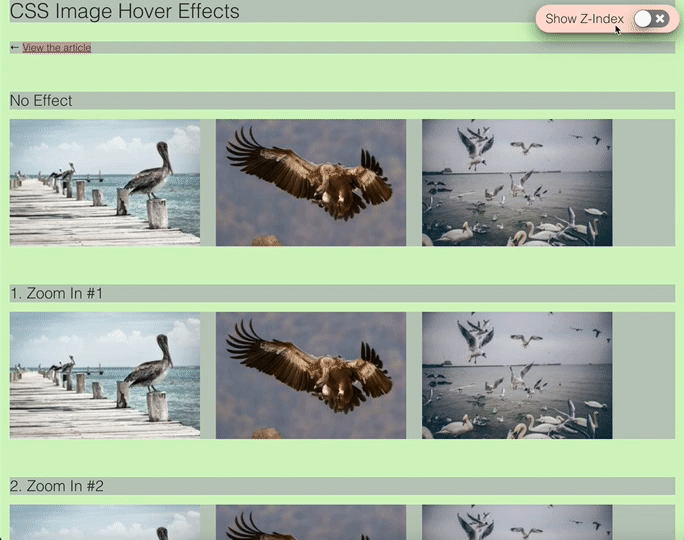 CSS Image Hover Effects
Show Z-Index
← View the article
No Effect
1. Zoom In #1
2. Zoom In #2